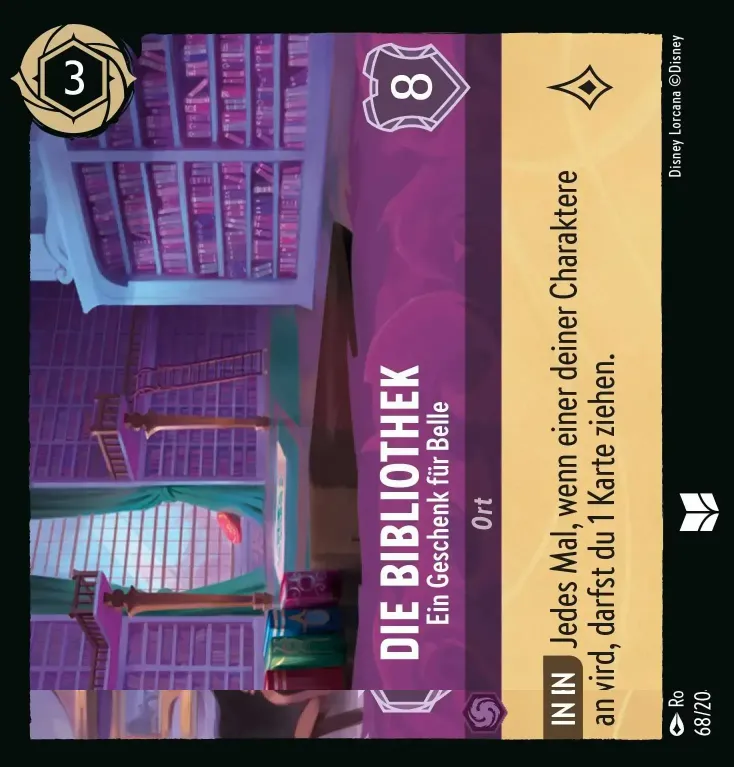 3
8
DIE BIBLIOTHEK
Ein Geschenk für Belle
Ort
IN IN Jedes Mal, wenn einer deiner Charaktere
an wird, darfst du 1 Karte ziehen.
Ro
68/20
Disney Lorcana ©Disney